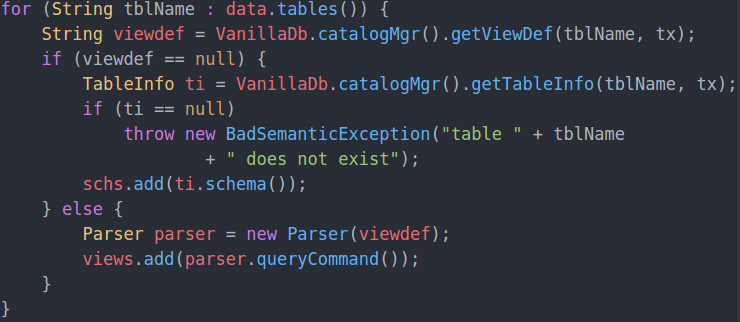 for (String tblName : data.tables()) {
    String viewdef = VanillaDb.catalogMgr().getViewDef(tblName, tx);
    if (viewdef == null) {
        TableInfo ti = VanillaDb.catalogMgr().getTableInfo(tblName, tx);
        if (ti == null)
            throw new BadSemanticException("table " + tblName
                    + " does not exist");
        schs.add(ti.schema());
    } else {
        Parser parser = new Parser(viewdef);
        views.add(parser.queryCommand());
    }
}